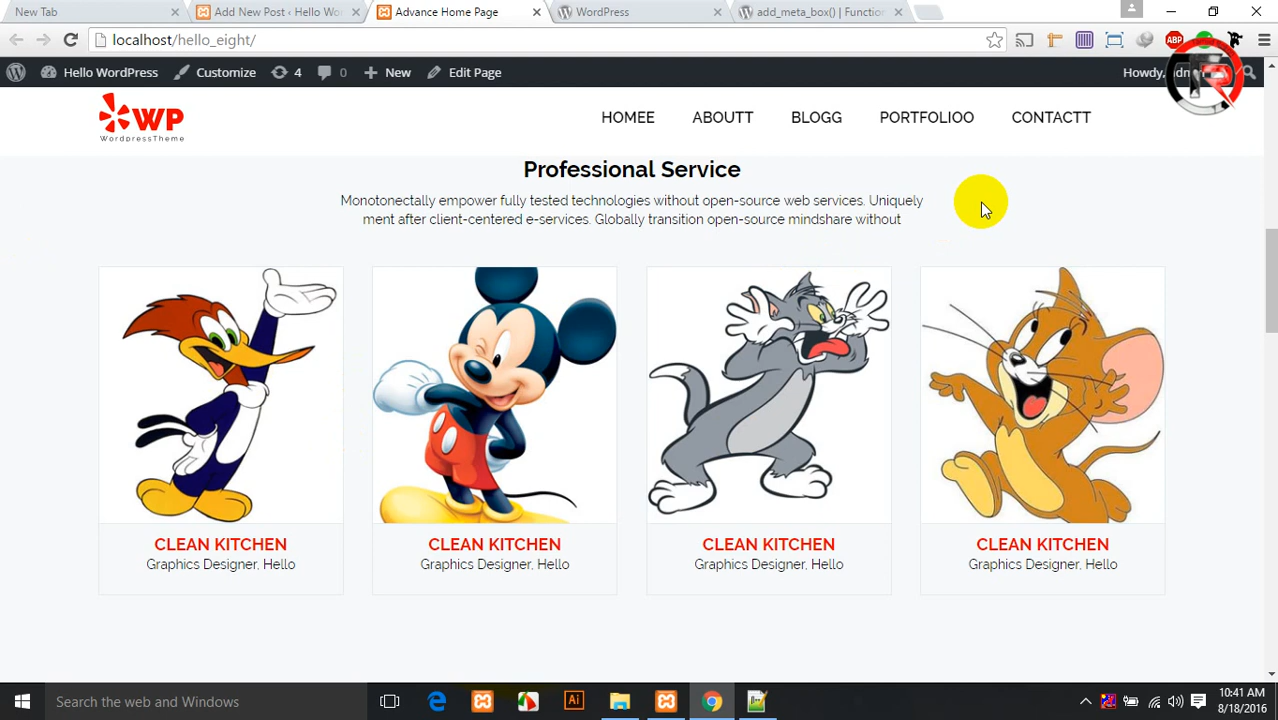 New Tab
Add New Post ‹ Hello Wo
Advance Home Page
WordPress
add_meta_box() | Function
localhost/hello_eight/
ABP
Hello WordPress
Customize
4
0
New
Edit Page
Howdy, admin
WP
WordpressTheme
HOMEE
ABOUTT
BLOGG
PORTFOLIOO
CONTACTT
Professional Service
Monotonectally empower fully tested technologies without open-source web services. Uniquely
ment after client-centered e-services. Globally transition open-source mindshare without
CLEAN KITCHEN
Graphics Designer, Hello
CLEAN KITCHEN
Graphics Designer, Hello
CLEAN KITCHEN
Graphics Designer, Hello
CLEAN KITCHEN
Graphics Designer, Hello
Search the web and Windows
Ai
10:41 AM
8/18/2016